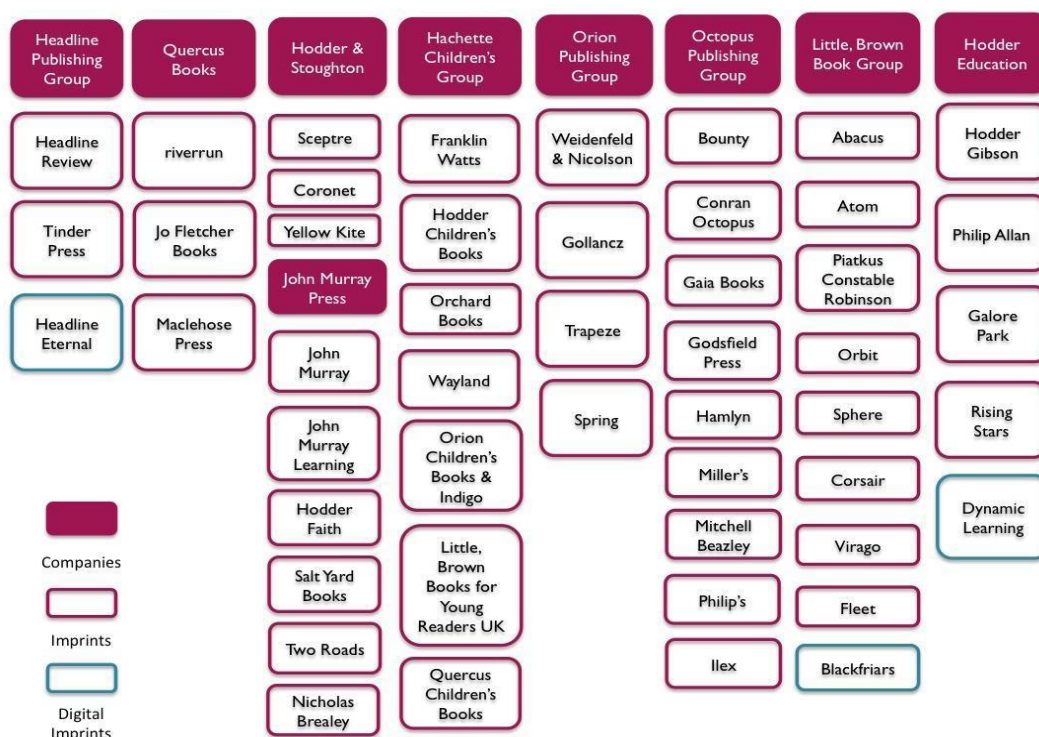 Headline
Publishing
Group
Headline
Review
Tinder
Press
Headline
Eternal
Quercus
Books
riverrun
Jo Fletcher
Books
Maclehose
Press
Hodder &
Stoughton
Sceptre
Coronet
Yellow Kite
John Murray
Press
John
Murray
John
Murray
Learning
Hodder
Faith
Salt Yard
Books
Two Roads
Nicholas
Brealey
Hachette
Children's
Group
Franklin
Watts
Hodder
Children's
Books
Orchard
Books
Wayland
Orion
Children's
Books &
Indigo
Little,
Brown
Books for
Young
Readers UK
Quercus
Children's
Books
Orion
Publishing
Group
Weidenfeld
& Nicolson
Gollancz
Trapeze
Spring
Octopus
Publishing
Group
Bounty
Conran
Octopus
Gaia Books
Godsfield
Press
Hamlyn
Miller's
Mitchell
Beazley
Philip's
Ilex
Little, Brown
Book Group
Abacus
Atom
Piatkus
Constable
Robinson
Orbit
Sphere
Corsair
Virago
Fleet
Blackfriars
Hodder
Education
Hodder
Gibson
Philip Allan
Galore
Park
Rising
Stars
Dynamic
Learning
Companies
Imprints
Digital
Imprints